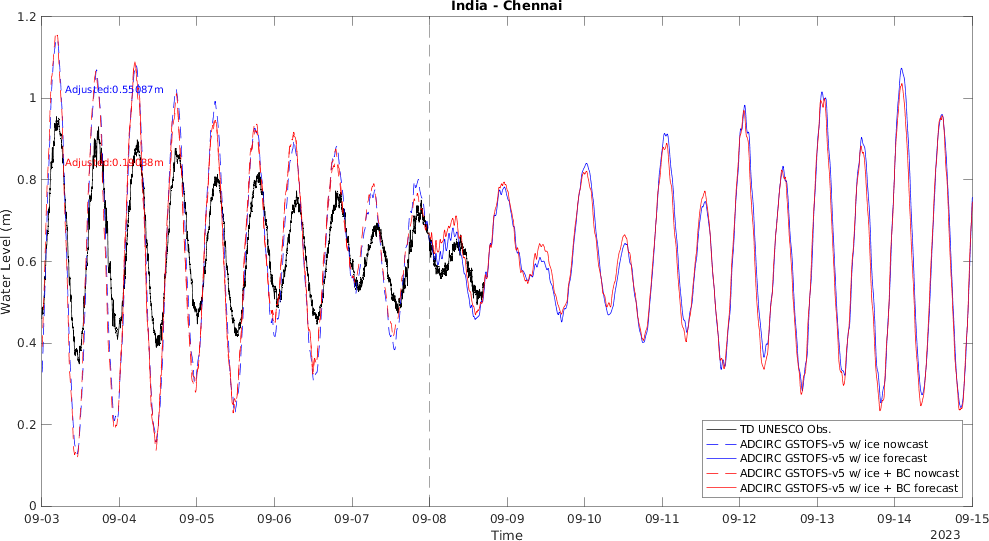 India - Chennai
1.2
1
0.8
0.6
0.4
0.2
0
Water Level (m)
Adjusted:0.55087m
09-03
09-04
09-05
09-06
09-07
09-08
09-09
09-10
09-11
09-12
09-13
09-14
09-15
2023
Time
TD UNESCO Obs.
ADCIRC GSTOFS-v5 w/ ice nowcast
ADCIRC GSTOFS-v5 w/ ice forecast
ADCIRC GSTOFS-v5 w/ ice + BC nowcast
ADCIRC GSTOFS-v5 w/ ice + BC forecast